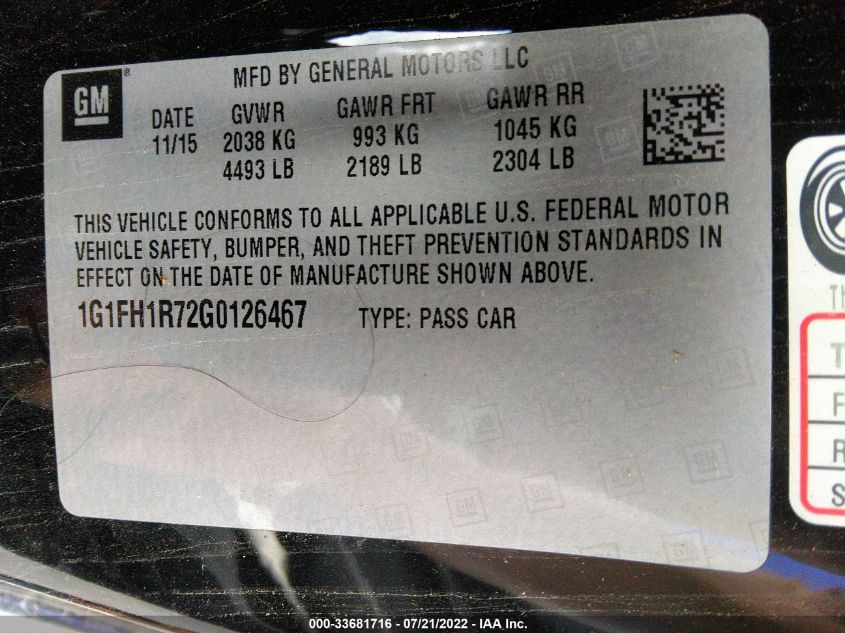 GM
MFD BY GENERAL MOTORS LLC
DATE GVWR GAWR FRT GAWR RR
11/15 2038 KG 993 KG 1045 KG
4493 LB 2189 LB 2304 LB
THIS VEHICLE CONFORMS TO ALL APPLICABLE U.S. FEDERAL MOTOR
VEHICLE SAFETY, BUMPER, AND THEFT PREVENTION STANDARDS IN
EFFECT ON THE DATE OF MANUFACTURE SHOWN ABOVE.
1G1FH1R72G0126467 TYPE: PASS CAR
000-33681716 - 07/21/2022 - IAA Inc.